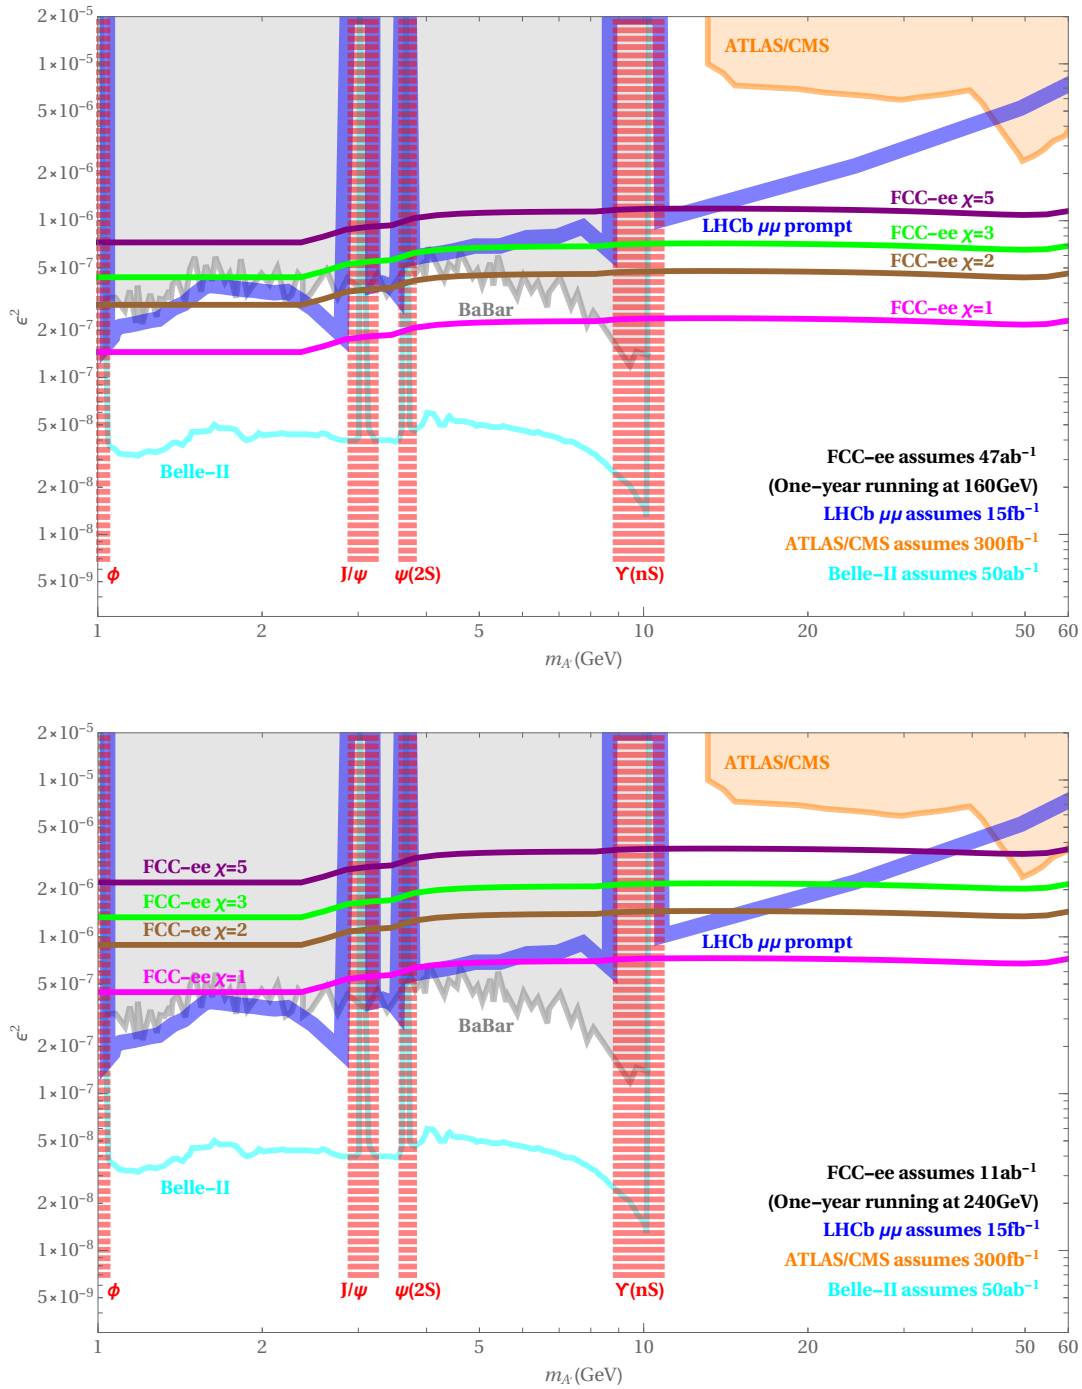 2×10⁻⁵
1×10⁻⁵
5×10⁻⁶
2×10⁻⁶
1×10⁻⁶
5×10⁻⁷
2×10⁻⁷
1×10⁻⁷
5×10⁻⁸
2×10⁻⁸
1×10⁻⁸
5×10⁻⁹
ϵ²
ATLAS/CMS
FCC-ee χ=5
LHCb μμ prompt
FCC-ee χ=3
FCC-ee χ=2
BaBar
FCC-ee χ=1
Belle-II
FCC-ee assumes 47ab⁻¹
(One-year running at 160GeV)
LHCb μμ assumes 15fb⁻¹
ATLAS/CMS assumes 300fb⁻¹
Belle-II assumes 50ab⁻¹
ϕ J/ψ ψ(2S) ϒ(nS)
1 2 5 10 20 50 60
m_A′ (GeV)
2×10⁻⁵
1×10⁻⁵
5×10⁻⁶
2×10⁻⁶
1×10⁻⁶
5×10⁻⁷
2×10⁻⁷
1×10⁻⁷
5×10⁻⁸
2×10⁻⁸
1×10⁻⁸
5×10⁻⁹
ϵ²
ATLAS/CMS
FCC-ee χ=5
FCC-ee χ=3
FCC-ee χ=2
LHCb μμ prompt
FCC-ee χ=1
BaBar
Belle-II
FCC-ee assumes 11ab⁻¹
(One-year running at 240GeV)
LHCb μμ assumes 15fb⁻¹
ATLAS/CMS assumes 300fb⁻¹
Belle-II assumes 50ab⁻¹
ϕ J/ψ ψ(2S) ϒ(nS)
1 2 5 10 20 50 60
m_A′ (GeV)